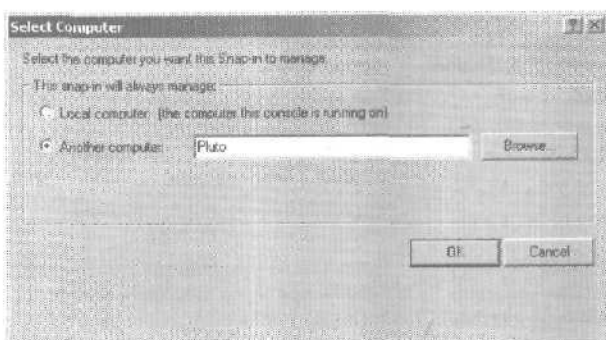 Select Computer
Select the computer you want this Snap-in to manage.
This snap-in will always manage:
Local computer: (the computer this console is running on)
Another computer: Pluto Browse...
OK Cancel